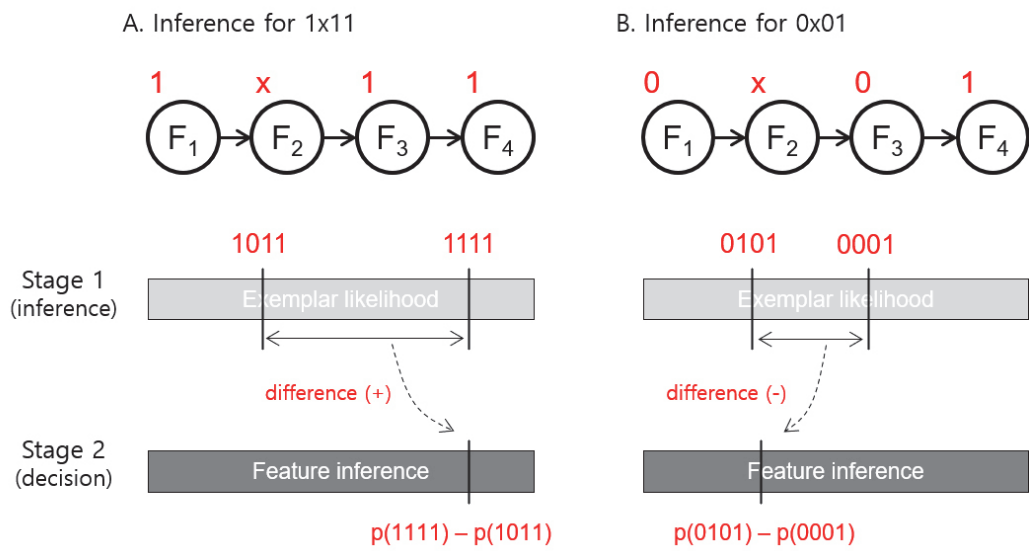 A. Inference for 1x11
B. Inference for 0x01
1 x 1 1
0 x 0 1
F1 F2 F3 F4
F1 F2 F3 F4
1011 1111
0101 0001
Stage 1
(inference)
Exemplar likelihood
Exemplar likelihood
difference (+)
difference (-)
Stage 2
(decision)
Feature inference
Feature inference
p(1111) – p(1011)
p(0101) – p(0001)